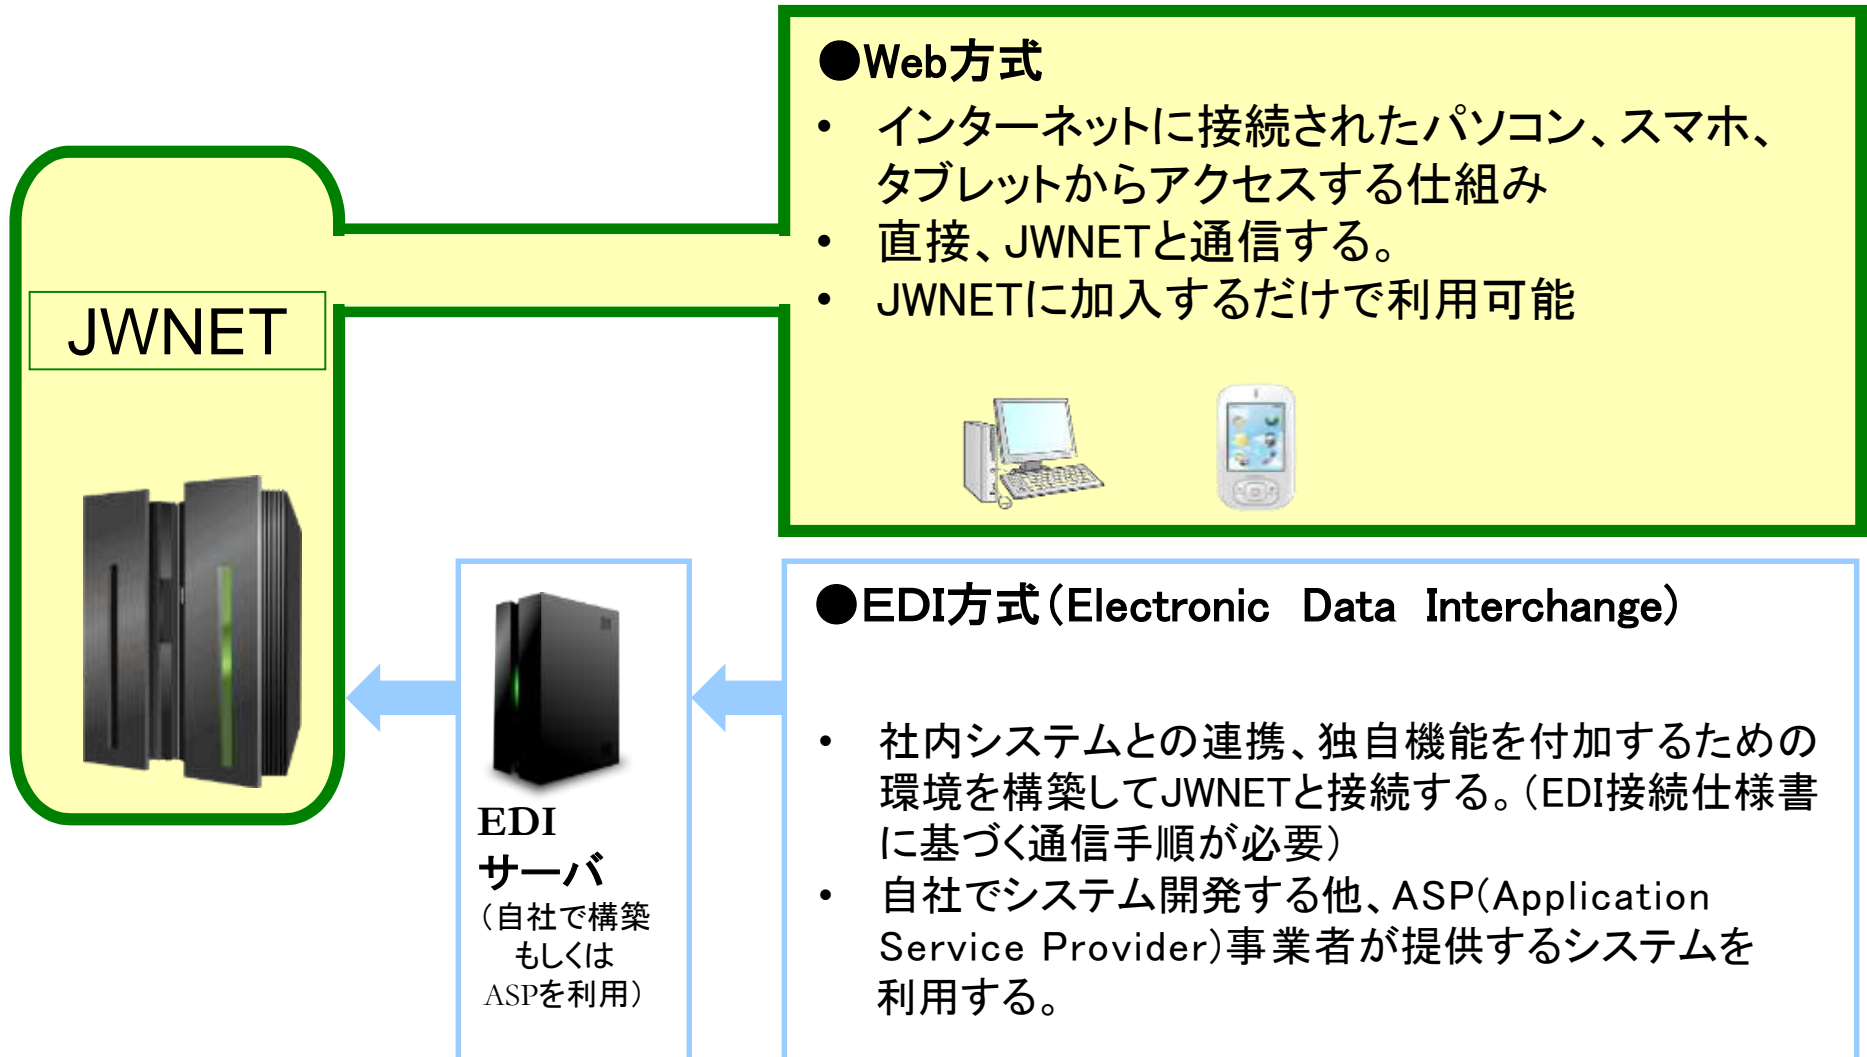 ●Web方式
• インターネットに接続されたパソコン、スマホ、
タブレットからアクセスする仕組み
• 直接、JWNETと通信する。
• JWNETに加入するだけで利用可能
JWNET
EDI
サーバ
（自社で構築
もしくは
ASPを利用）
●EDI方式（Electronic　Data　Interchange）
• 社内システムとの連携、独自機能を付加するための
環境を構築してJWNETと接続する。（EDI接続仕様書
に基づく通信手順が必要）
• 自社でシステム開発する他、ASP(Application
Service Provider)事業者が提供するシステムを
利用する。